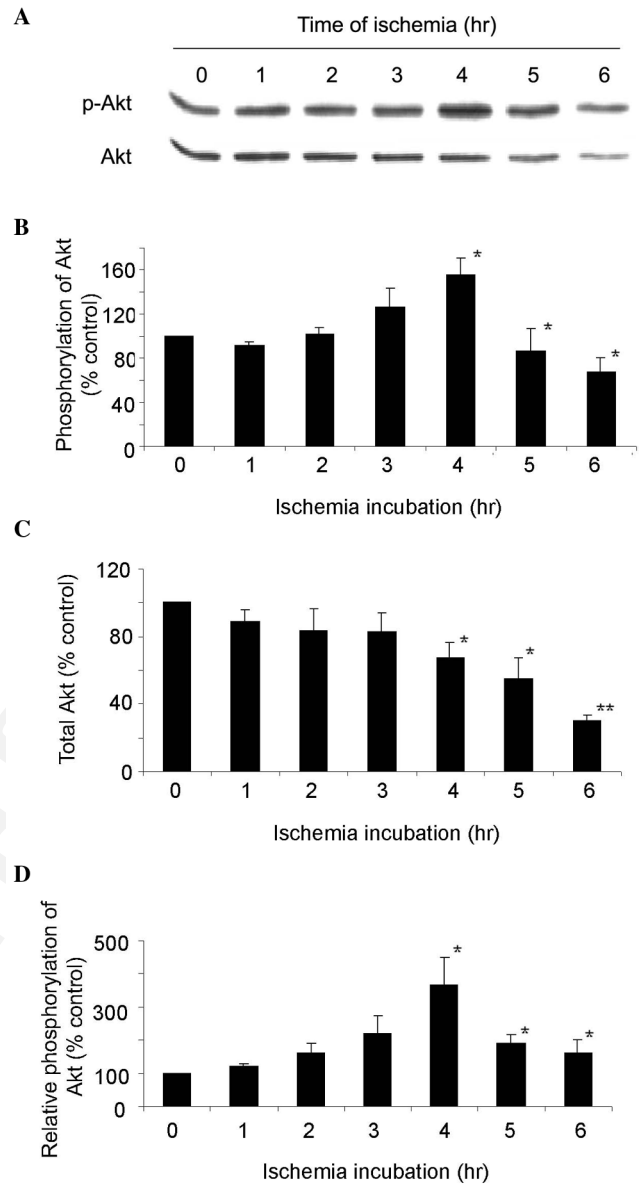 A
Time of ischemia (hr)
0 1 2 3 4 5 6
p-Akt
Akt
B
Phosphorylation of Akt
(% control)
160
120
80
40
0
* * *
0 1 2 3 4 5 6
Ischemia incubation (hr)
C
Total Akt (% control)
120
80
40
0
* * **
0 1 2 3 4 5 6
Ischemia incubation (hr)
D
Relative phosphorylation of
Akt (% control)
500
300
100
0
* * *
0 1 2 3 4 5 6
Ischemia incubation (hr)